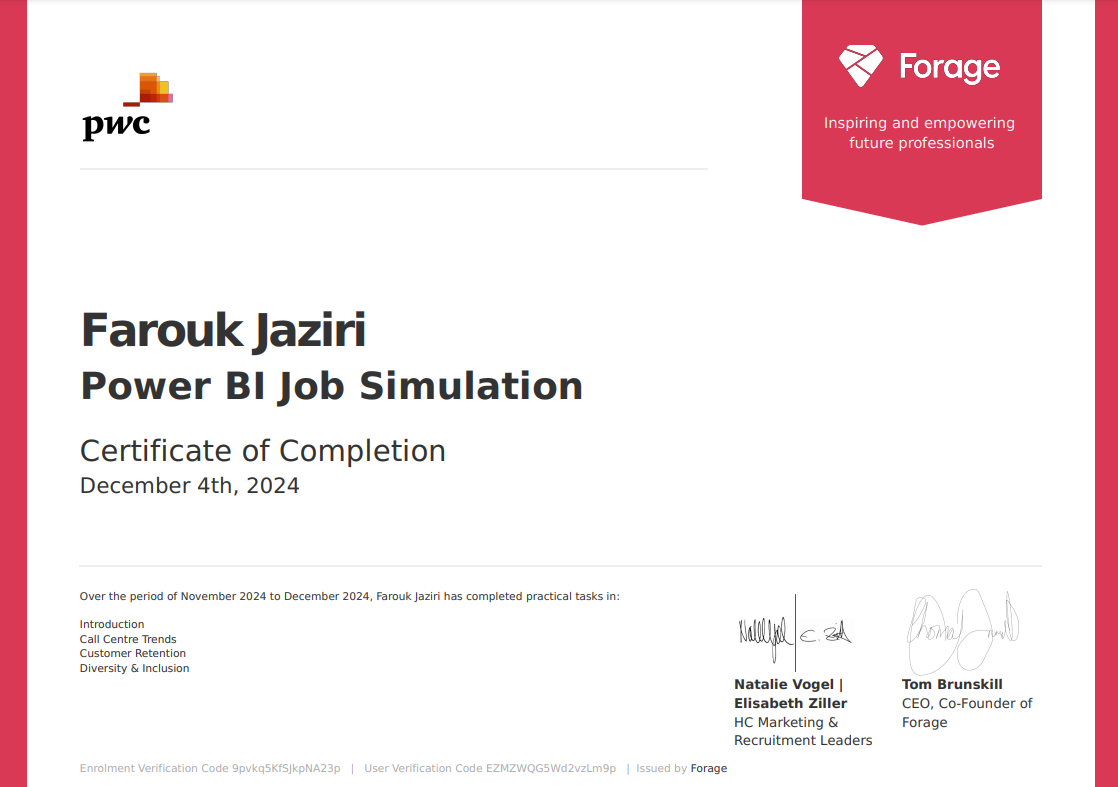 pwc
Forage
Inspiring and empowering
future professionals
Farouk Jaziri
Power BI Job Simulation
Certificate of Completion
December 4th, 2024
Over the period of November 2024 to December 2024, Farouk Jaziri has completed practical tasks in:
Introduction
Call Centre Trends
Customer Retention
Diversity & Inclusion
Natalie Vogel |
Elisabeth Ziller
HC Marketing &
Recruitment Leaders
Tom Brunskill
CEO, Co-Founder of
Forage
Enrolment Verification Code 9pvkq5KfSJkpNA23p | User Verification Code EZMZWQG5Wd2vzLm9p | Issued by Forage